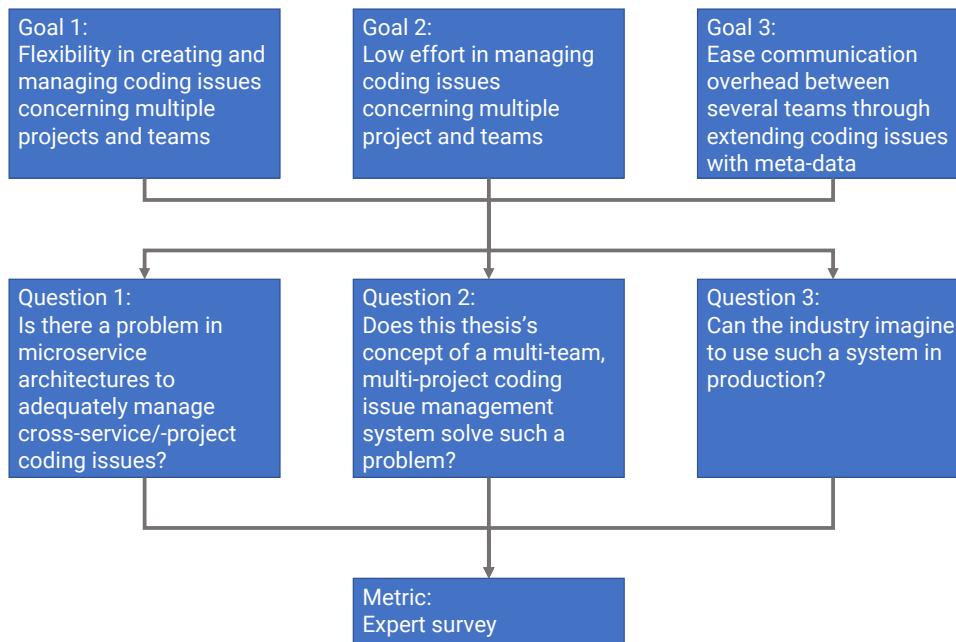 Goal 1:
Flexibility in creating and
managing coding issues
concerning multiple
projects and teams
Goal 2:
Low effort in managing
coding issues
concerning multiple
project and teams
Goal 3:
Ease communication
overhead between
several teams through
extending coding issues
with meta-data
Question 1:
Is there a problem in
microservice
architectures to
adequately manage
cross-service/-project
coding issues?
Question 2:
Does this thesis's
concept of a multi-team,
multi-project coding
issue management
system solve such a
problem?
Question 3:
Can the industry imagine
to use such a system in
production?
Metric:
Expert survey